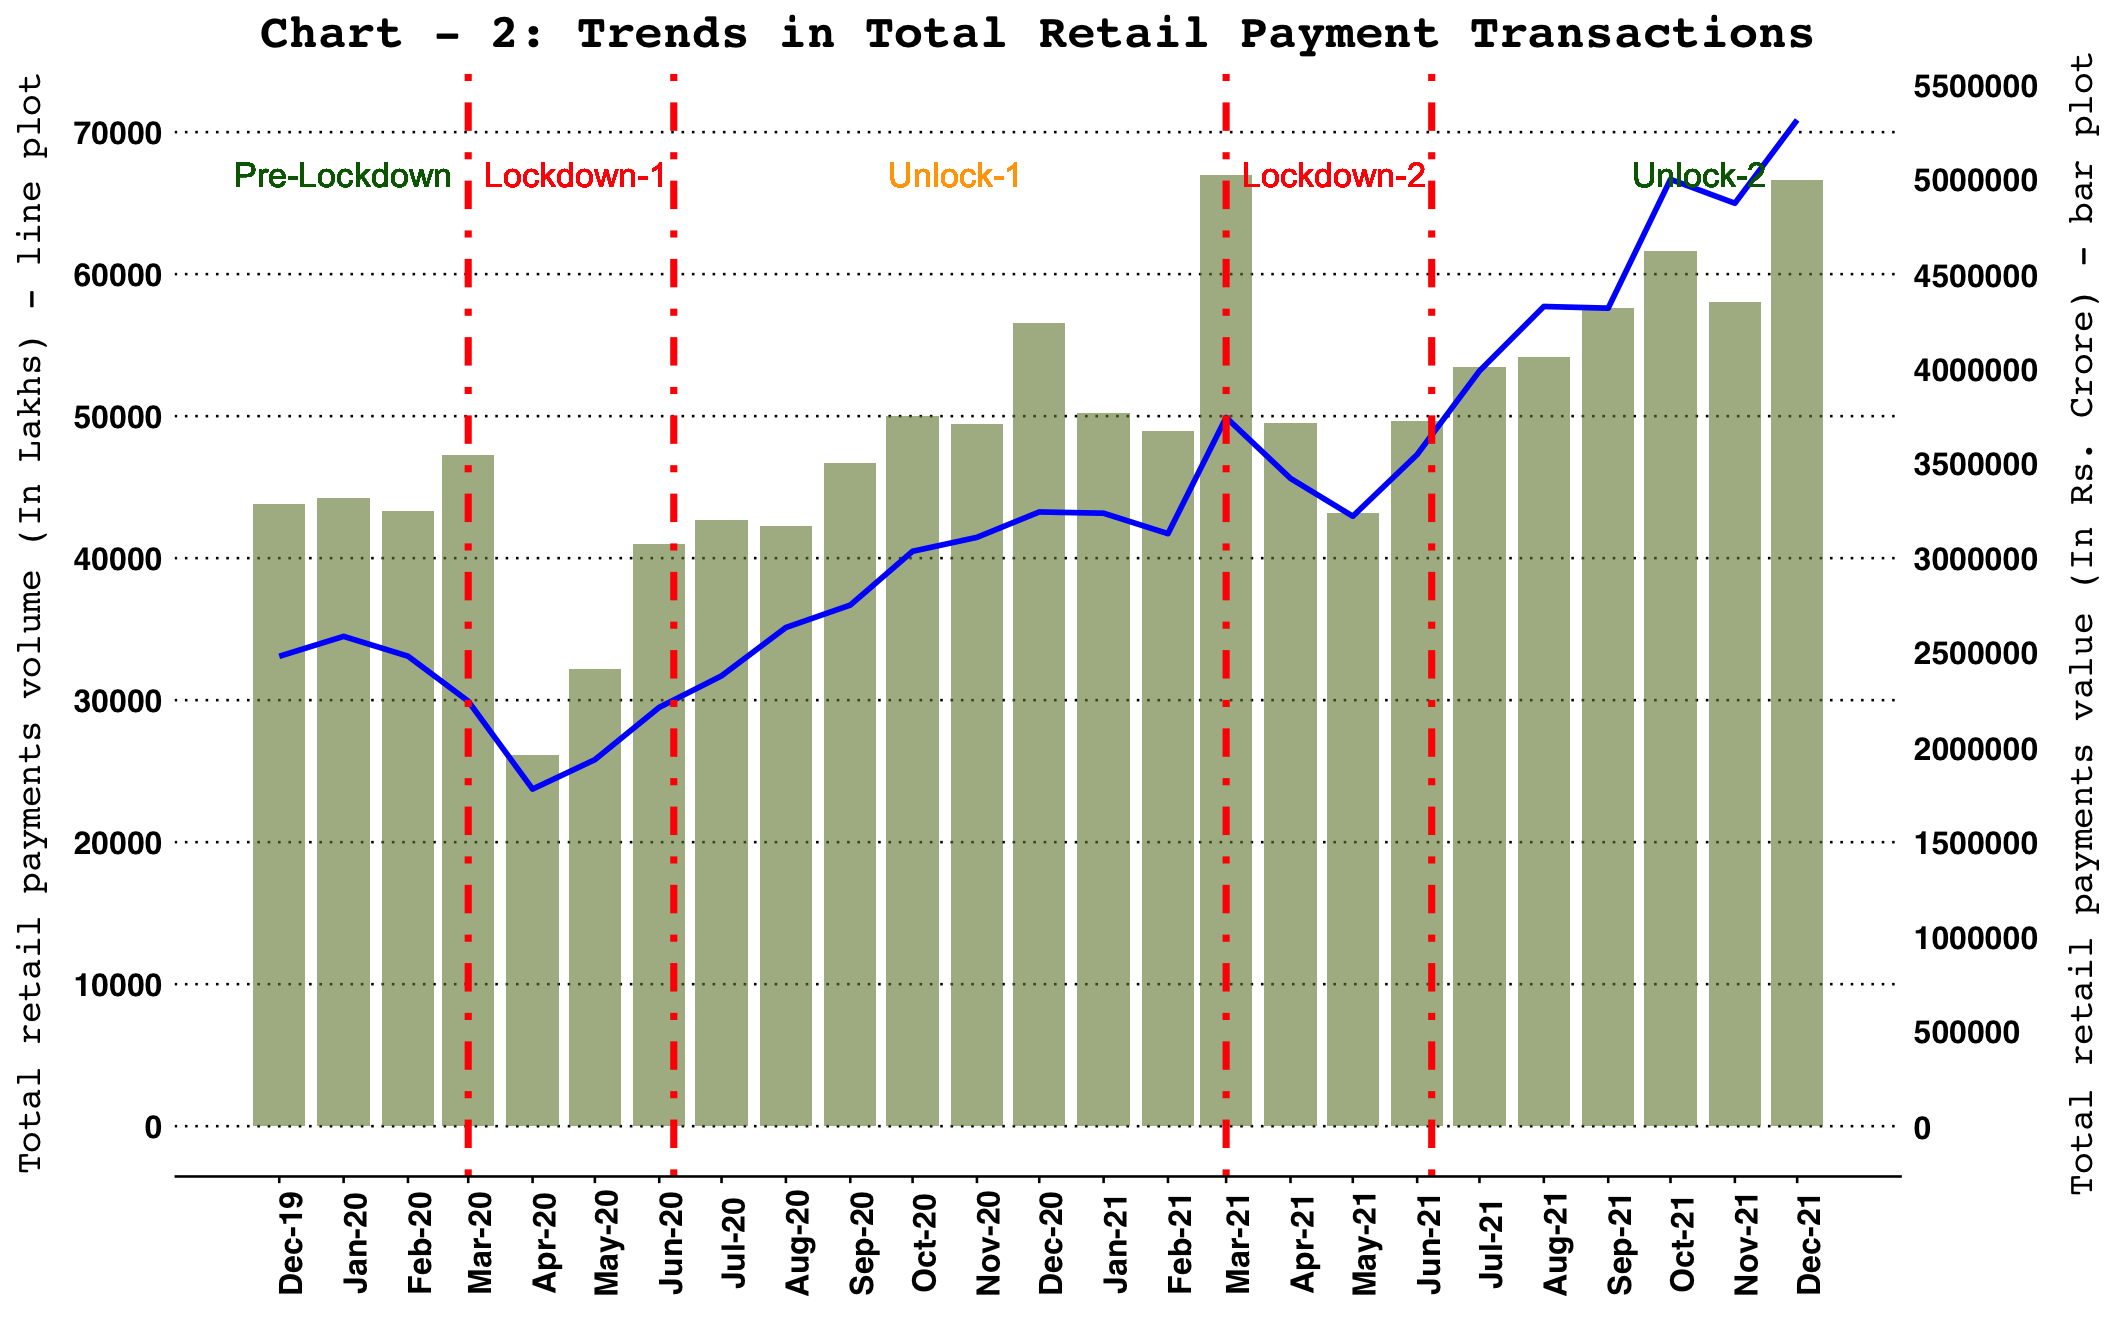 Chart – 2: Trends in Total Retail Payment Transactions
Total retail payments volume (In Lakhs) – line plot
70000
60000
50000
40000
30000
20000
10000
0
Pre-Lockdown
Lockdown-1
Unlock-1
Lockdown-2
Unlock-2
5500000
5000000
4500000
4000000
3500000
3000000
2500000
2000000
1500000
1000000
500000
0
Total retail payments value (In Rs. Crore) – bar plot
Dec-19
Jan-20
Feb-20
Mar-20
Apr-20
May-20
Jun-20
Jul-20
Aug-20
Sep-20
Oct-20
Nov-20
Dec-20
Jan-21
Feb-21
Mar-21
Apr-21
May-21
Jun-21
Jul-21
Aug-21
Sep-21
Oct-21
Nov-21
Dec-21